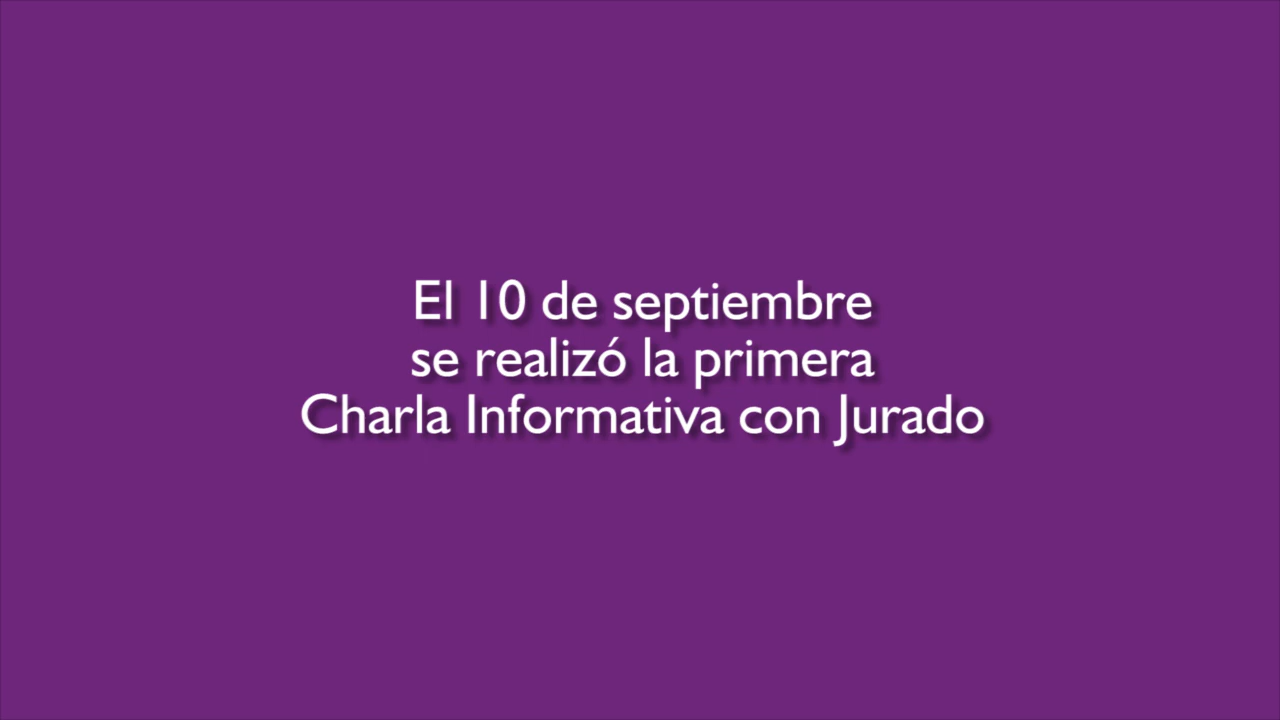 El 10 de septiembre
se realizó la primera
Charla Informativa con Jurado